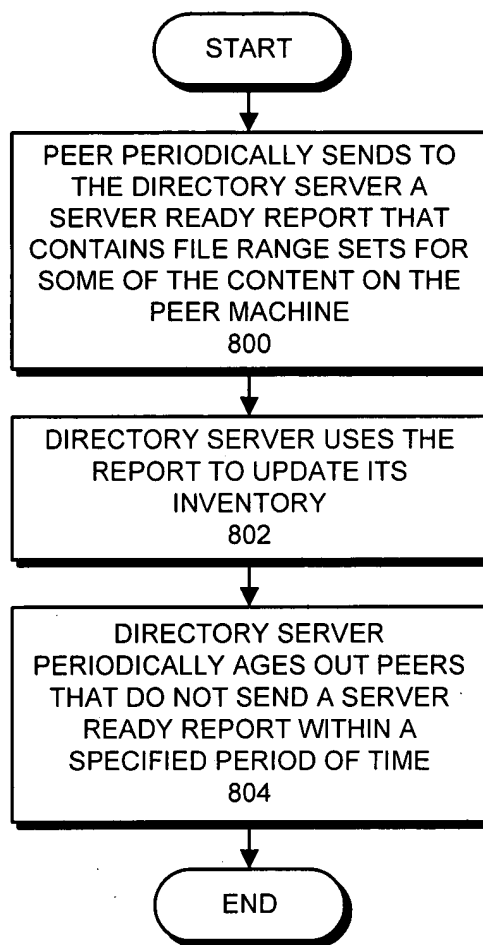 START
PEER PERIODICALLY SENDS TO
THE DIRECTORY SERVER A
SERVER READY REPORT THAT
CONTAINS FILE RANGE SETS FOR
SOME OF THE CONTENT ON THE
PEER MACHINE
800
DIRECTORY SERVER USES THE
REPORT TO UPDATE ITS
INVENTORY
802
DIRECTORY SERVER
PERIODICALLY AGES OUT PEERS
THAT DO NOT SEND A SERVER
READY REPORT WITHIN A
SPECIFIED PERIOD OF TIME
804
END